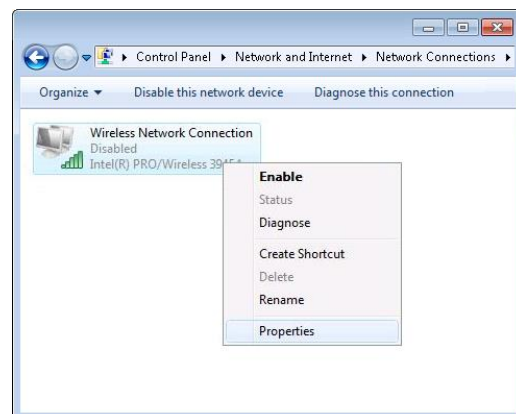 Control Panel ▸ Network and Internet ▸ Network Connections ▸
Organize ▾ Disable this network device Diagnose this connection
Wireless Network Connection
Disabled
Intel(R) PRO/Wireless
Enable
Status
Diagnose
Create Shortcut
Delete
Rename
Properties